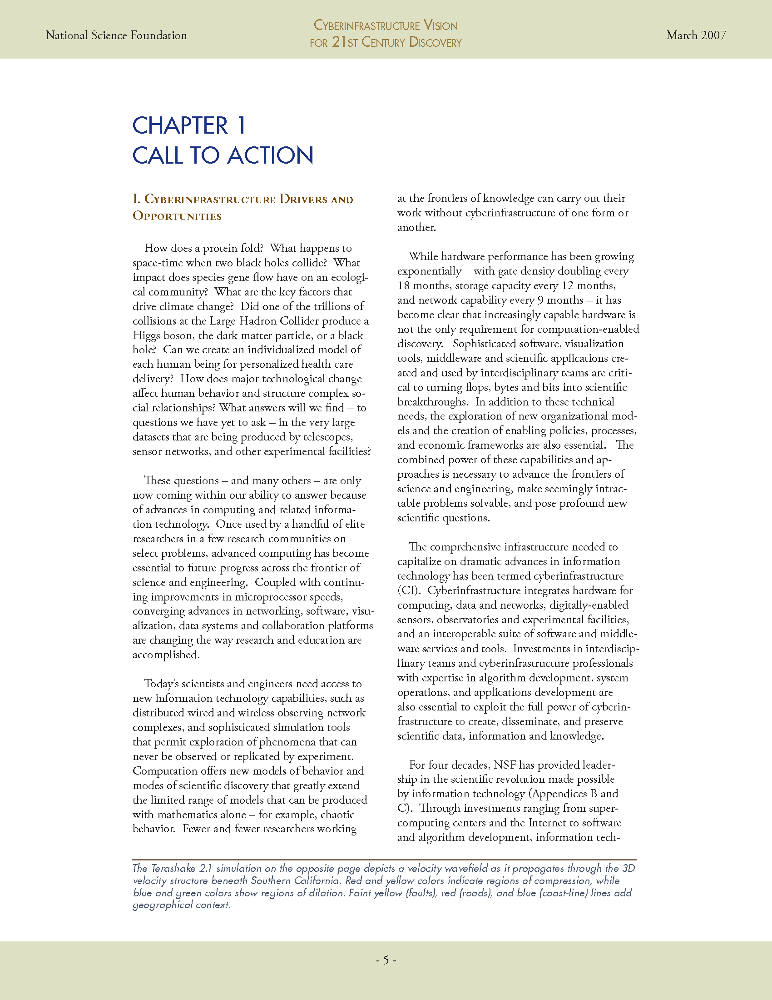 National Science Foundation
Cyberinfrastructure Vision
for 21st Century Discovery
March 2007
CHAPTER 1
CALL TO ACTION
I. Cyberinfrastructure Drivers and
Opportunities
How does a protein fold?  What happens to
space-time when two black holes collide?  What
impact does species gene flow have on an ecologi-
cal community?  What are the key factors that
drive climate change?  Did one of the trillions of
collisions at the Large Hadron Collider produce a
Higgs boson, the dark matter particle, or a black
hole?  Can we create an individualized model of
each human being for personalized health care
delivery?  How does major technological change
affect human behavior and structure complex so-
cial relationships? What answers will we find – to
questions we have yet to ask – in the very large
datasets that are being produced by telescopes,
sensor networks, and other experimental facilities?
These questions – and many others – are only
now coming within our ability to answer because
of advances in computing and related informa-
tion technology.  Once used by a handful of elite
researchers in a few research communities on
select problems, advanced computing has become
essential to future progress across the frontier of
science and engineering.  Coupled with continu-
ing improvements in microprocessor speeds,
converging advances in networking, software, visu-
alization, data systems and collaboration platforms
are changing the way research and education are
accomplished.
Today’s scientists and engineers need access to
new information technology capabilities, such as
distributed wired and wireless observing network
complexes, and sophisticated simulation tools
that permit exploration of phenomena that can
never be observed or replicated by experiment.
Computation offers new models of behavior and
modes of scientific discovery that greatly extend
the limited range of models that can be produced
with mathematics alone – for example, chaotic
behavior.  Fewer and fewer researchers working
at the frontiers of knowledge can carry out their
work without cyberinfrastructure of one form or
another.
While hardware performance has been growing
exponentially – with gate density doubling every
18 months, storage capacity every 12 months,
and network capability every 9 months – it has
become clear that increasingly capable hardware is
not the only requirement for computation-enabled
discovery.   Sophisticated software, visualization
tools, middleware and scientific applications cre-
ated and used by interdisciplinary teams are criti-
cal to turning flops, bytes and bits into scientific
breakthroughs.  In addition to these technical
needs, the exploration of new organizational mod-
els and the creation of enabling policies, processes,
and economic frameworks are also essential.   The
combined power of these capabilities and ap-
proaches is necessary to advance the frontiers of
science and engineering, make seemingly intrac-
table problems solvable, and pose profound new
scientific questions.
The comprehensive infrastructure needed to
capitalize on dramatic advances in information
technology has been termed cyberinfrastructure
(CI).  Cyberinfrastructure integrates hardware for
computing, data and networks, digitally-enabled
sensors, observatories and experimental facilities,
and an interoperable suite of software and middle-
ware services and tools.  Investments in interdiscip-
linary teams and cyberinfrastructure professionals
with expertise in algorithm development, system
operations, and applications development are
also essential to exploit the full power of cyberin-
frastructure to create, disseminate, and preserve
scientific data, information and knowledge.
For four decades, NSF has provided leader-
ship in the scientific revolution made possible
by information technology (Appendices B and
C).  Through investments ranging from super-
computing centers and the Internet to software
and algorithm development, information tech-
The Terashake 2.1 simulation on the opposite page depicts a velocity wavefield as it propagates through the 3D
velocity structure beneath Southern California. Red and yellow colors indicate regions of compression, while
blue and green colors show regions of dilation. Faint yellow (faults), red (roads), and blue (coast-line) lines add
geographical context.
- 5 -